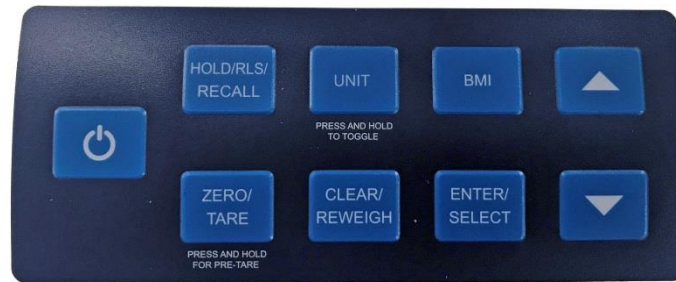 HOLD/RLS/
RECALL
UNIT
PRESS AND HOLD
TO TOGGLE
BMI
ZERO/
TARE
PRESS AND HOLD
FOR PRE-TARE
CLEAR/
REWEIGH
ENTER/
SELECT